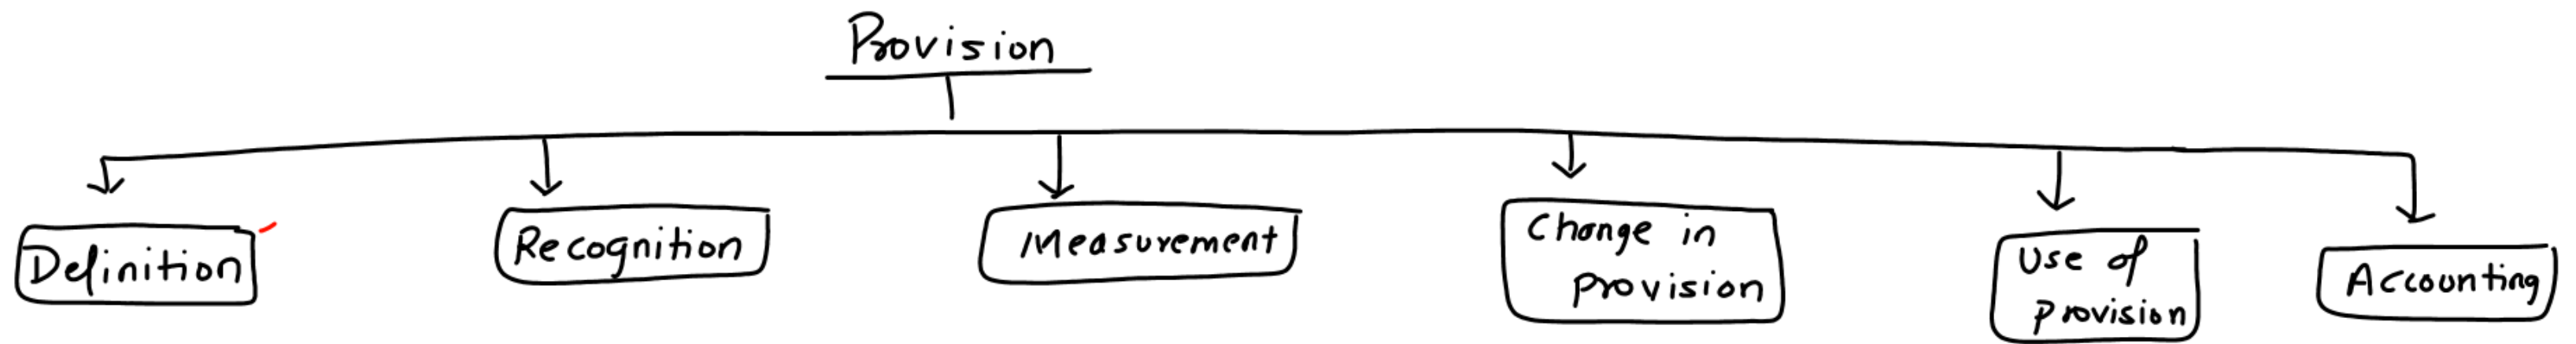 Provision
Definition
Recognition
Measurement
Change in
provision
Use of
provision
Accounting